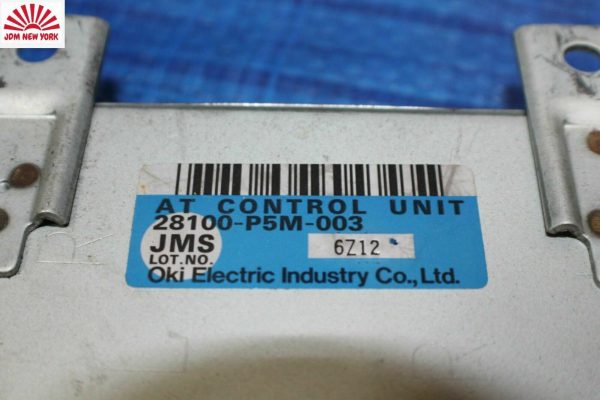 JDM NEW YORK
AT CONTROL UNIT
28100-P5M-003
JMS
LOT.NO.
6Z12
Oki Electric Industry Co.,Ltd.